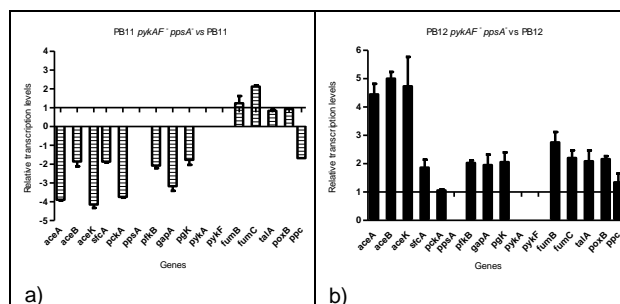 PB11 pykAF⁻ ppsA⁻ vs PB11
Relative transcription levels
4
3
2
1
0
-1
-2
-3
-4
-5
aceA
aceB
aceK
sfcA
pckA
ppsA
pfkB
gapA
pgK
pykA
pykF
fumB
fumC
talA
poxB
ppc
Genes
a)
PB12 pykAF⁻ ppsA⁻ vs PB12
Relative transcription levels
6
5
4
3
2
1
0
aceA
aceB
aceK
sfcA
pckA
ppsA
pfkB
gapA
pgK
pykA
pykF
fumB
fumC
talA
poxB
ppc
Genes
b)